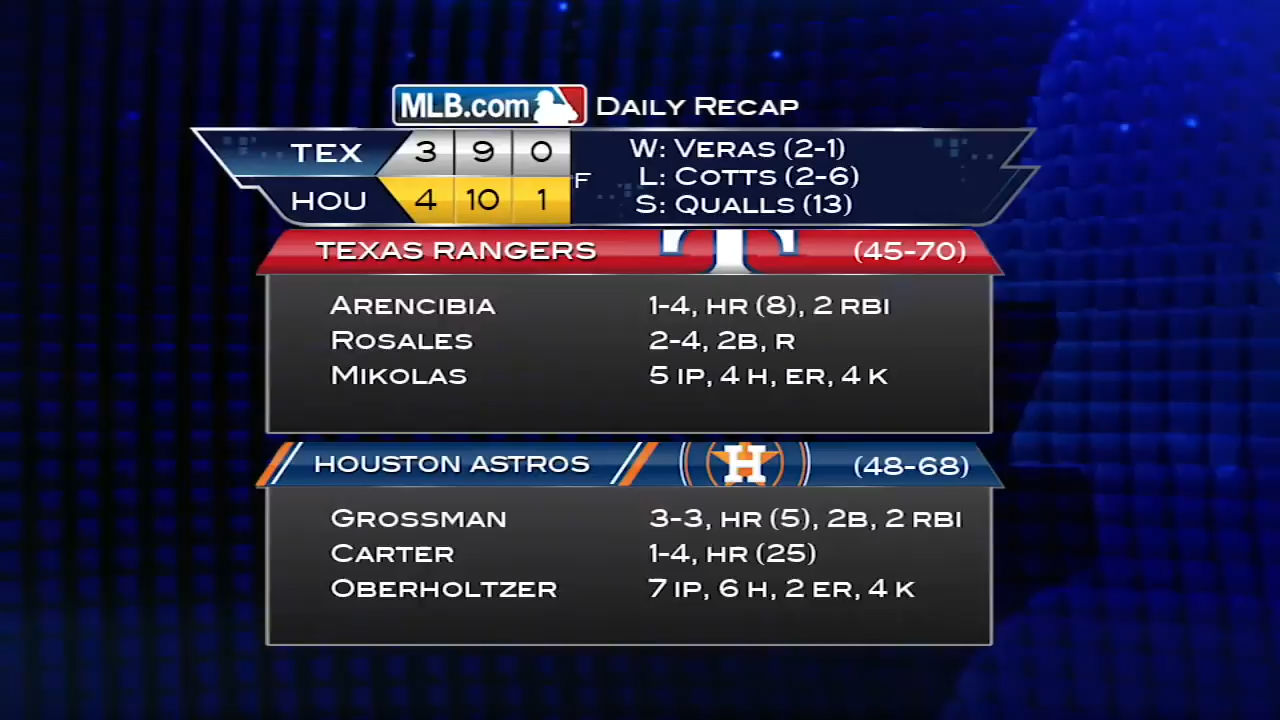 MLB.com DAILY RECAP
TEX 3 9 0
HOU 4 10 1
F
W: VERAS (2-1)
L: COTTS (2-6)
S: QUALLS (13)
TEXAS RANGERS T (45-70)
ARENCIBIA 1-4, HR (8), 2 RBI
ROSALES 2-4, 2B, R
MIKOLAS 5 IP, 4 H, ER, 4 K
HOUSTON ASTROS H (48-68)
GROSSMAN 3-3, HR (5), 2B, 2 RBI
CARTER 1-4, HR (25)
OBERHOLTZER 7 IP, 6 H, 2 ER, 4 K